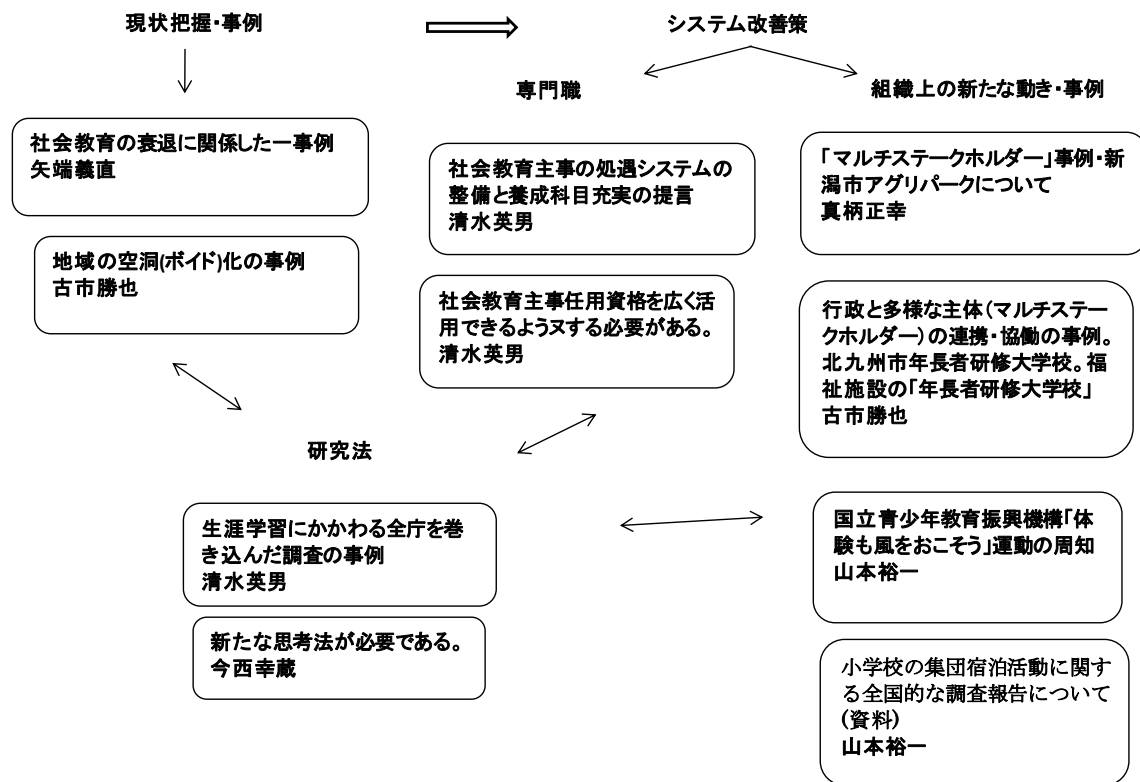 現状把握・事例
システム改善策
専門職
組織上の新たな動き・事例
社会教育の衰退に関係した一事例
矢端義直
地域の空洞(ボイド)化の事例
古市勝也
社会教育主事の処遇システムの
整備と養成科目充実の提言
清水英男
社会教育主事任用資格を広く活
用できるようヌする必要がある。
清水英男
「マルチステークホルダー」事例・新
潟市アグリパークについて
真柄正幸
行政と多様な主体(マルチステー
クホルダー)の連携・協働の事例。
北九州市年長者研修大学校。福
祉施設の「年長者研修大学校」
古市勝也
研究法
生涯学習にかかわる全庁を巻
き込んだ調査の事例
清水英男
新たな思考法が必要である。
今西幸蔵
国立青少年教育振興機構「体
験も風をおこそう」運動の周知
山本裕一
小学校の集団宿泊活動に関す
る全国的な調査報告について
(資料)
山本裕一